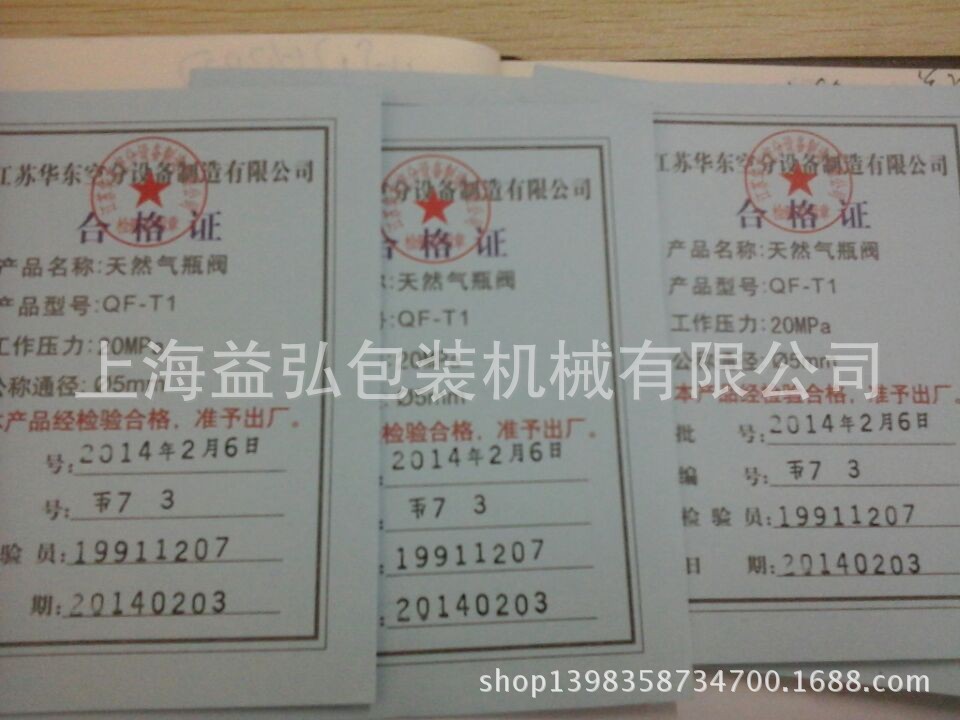 江苏华东空分设备制造有限公司
合格证
产品名称:天然气瓶阀
产品型号:QF-T1
工作压力:20MPa
公称通径:Ø5mm
本产品经检验合格,准予出厂。
号:2014年2月6日
号: 7 3
验员:19911207
期:20140203
分设备制造有限公司
合格证
:天然气瓶阀
号:QF-T1
20MPa
Ø5mm
检验合格,准予出厂。
2014年2月6日
7 3
19911207
20140203
江苏华东空分设备制造有限公司
合格证
产品名称:天然气瓶阀
产品型号:QF-T1
工作压力:20MPa
公称通径:Ø5mm
本产品经检验合格,准予出厂。
批 号:2014年2月6日
编 号: 7 3
检验员:19911207
日 期:20140203
上海益弘包装机械有限公司
shop1398358734700.1688.com